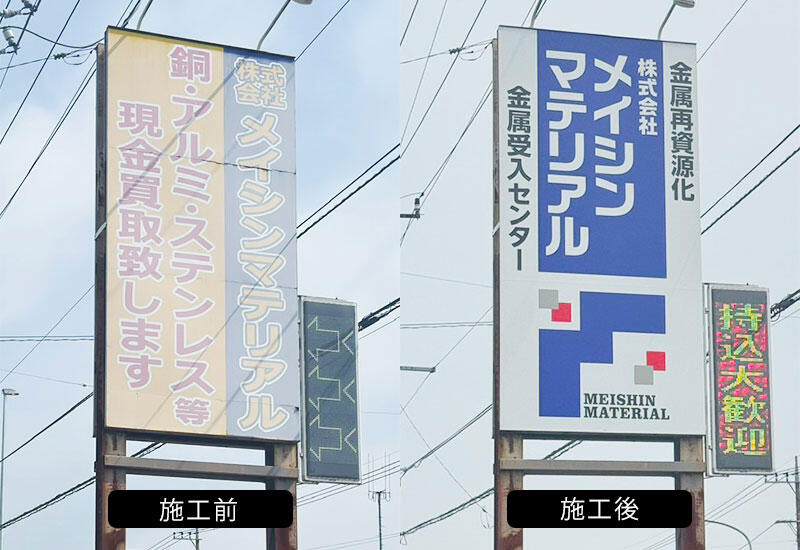 株式
会社
メイシンマテリアル
銅・アルミ・ステンレス等
現金買取致します
施工前
金属再資源化
株式会社
メイシン
マテリアル
金属受入センター
MEISHIN
MATERIAL
持込大歓迎
施工後